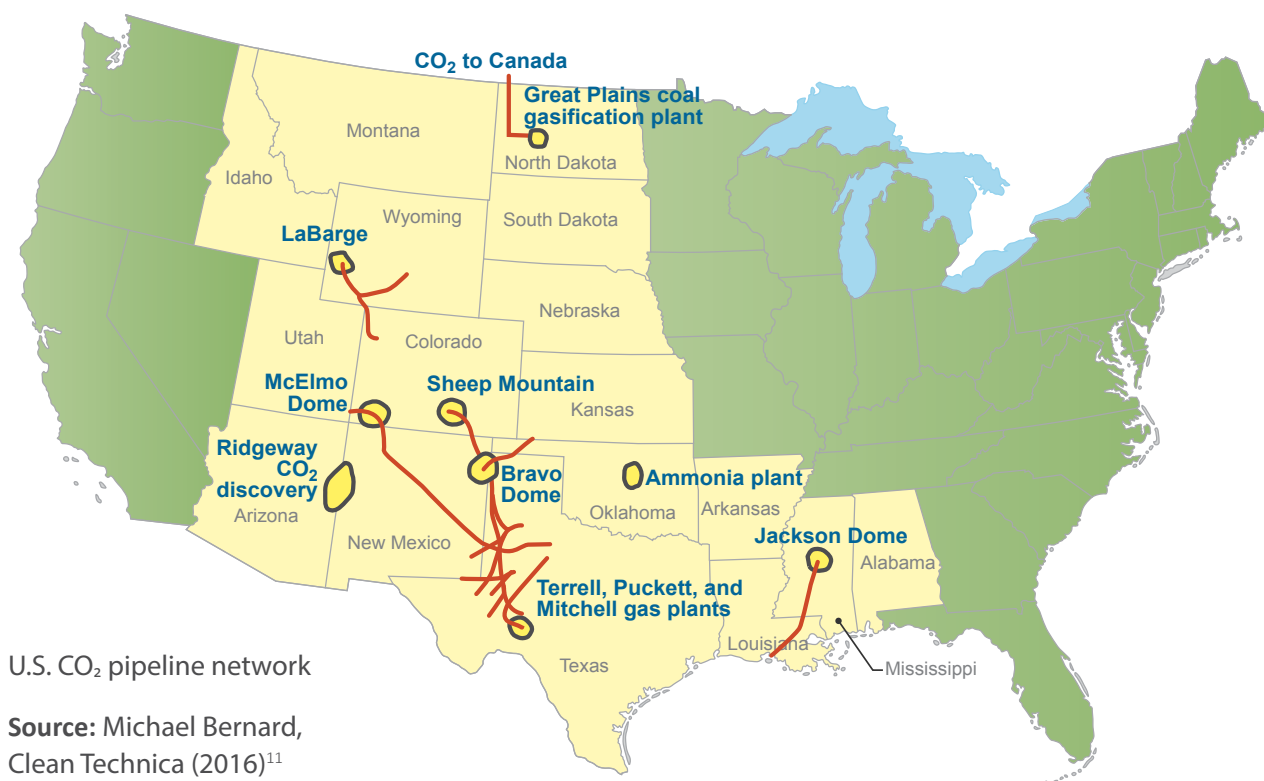 CO₂ to Canada
Great Plains coal
gasification plant
Montana
North Dakota
Idaho
Wyoming
South Dakota
LaBarge
Nebraska
Utah
Colorado
McElmo
Dome
Sheep Mountain
Kansas
Ridgeway
CO₂
discovery
Bravo
Dome
Ammonia plant
Arizona
Oklahoma
Arkansas
New Mexico
Jackson Dome
Alabama
Terrell, Puckett, and
Mitchell gas plants
Louisiana
Texas
Mississippi
U.S. CO₂ pipeline network
Source: Michael Bernard,
Clean Technica (2016)¹¹